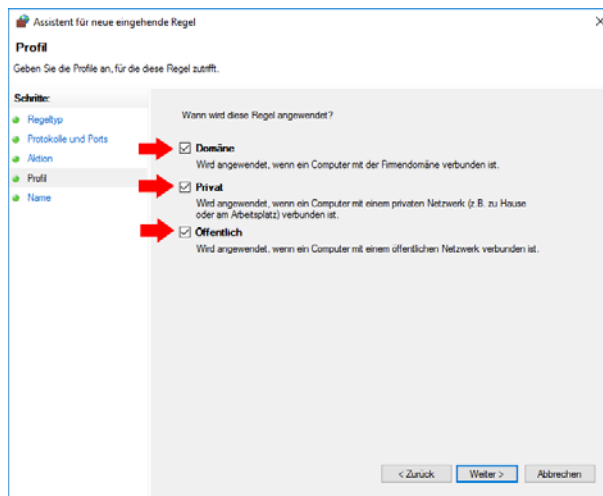 Assistent für neue eingehende Regel
Profil
Geben Sie die Profile an, für die diese Regel zutrifft.
Schritte:
Regeltyp
Protokolle und Ports
Aktion
Profil
Name
Wann wird diese Regel angewendet?
Domäne
Wird angewendet, wenn ein Computer mit der Firmendomäne verbunden ist.
Privat
Wird angewendet, wenn ein Computer mit einem privaten Netzwerk (z.B. zu Hause
oder am Arbeitsplatz) verbunden ist.
Öffentlich
Wird angewendet, wenn ein Computer mit einem öffentlichen Netzwerk verbunden ist.
< Zurück
Weiter >
Abbrechen